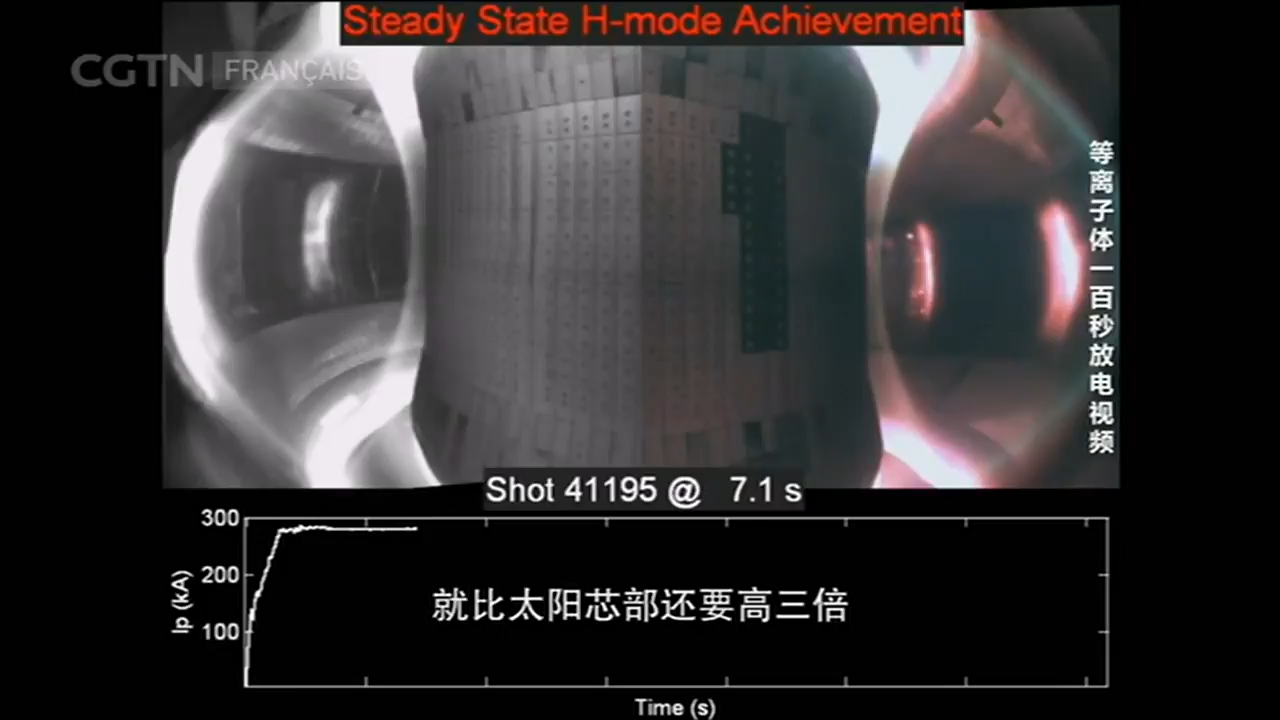 Steady State H-mode Achievement
CGTN FRANÇAIS
等离子体一百秒放电视频
Shot 41195 @ 7.1 s
300
200
100
Ip (kA)
就比太阳芯部还要高三倍
Time (s)